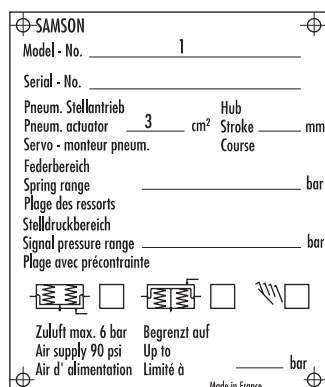 SAMSON
Model - No. 1
Serial - No.
Pneum. Stellantrieb Hub
Pneum. actuator 3 cm² Stroke mm
Servo - monteur pneum. Course
Federbereich
Spring range bar
Plage des ressorts
Stelldruckbereich
Signal pressure range bar
Plage avec précontrainte
Zuluft max. 6 bar Begrenzt auf
Air supply 90 psi Up to
Air d' alimentation Limité à bar
Made in France